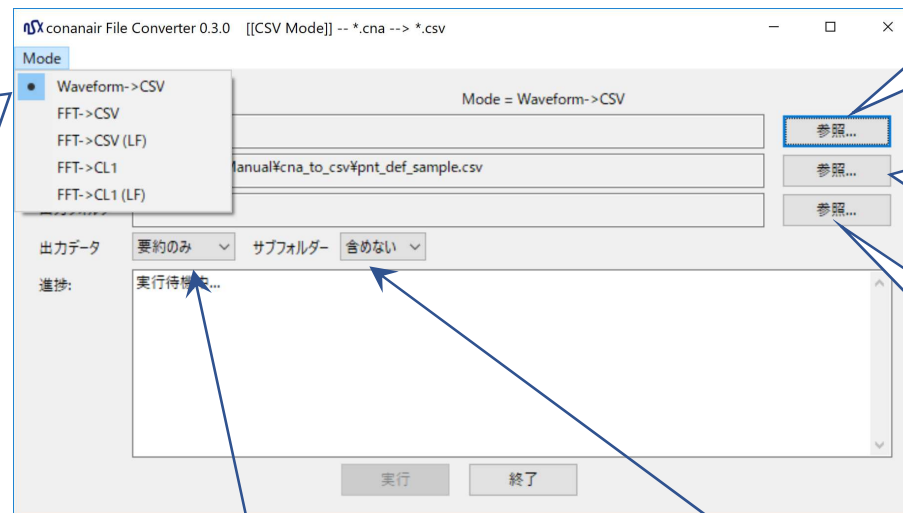 NSX conanair File Converter 0.3.0 [[CSV Mode]] -- *.cna --> *.csv
Mode
Waveform->CSV
FFT->CSV
FFT->CSV (LF)
FFT->CL1
FFT->CL1 (LF)
Mode = Waveform->CSV
参照...
Manual¥cna_to_csv¥pnt_def_sample.csv
参照...
参照...
出力データ 要約のみ サブフォルダー 含めない
進捗: 実行待機中...
実行 終了